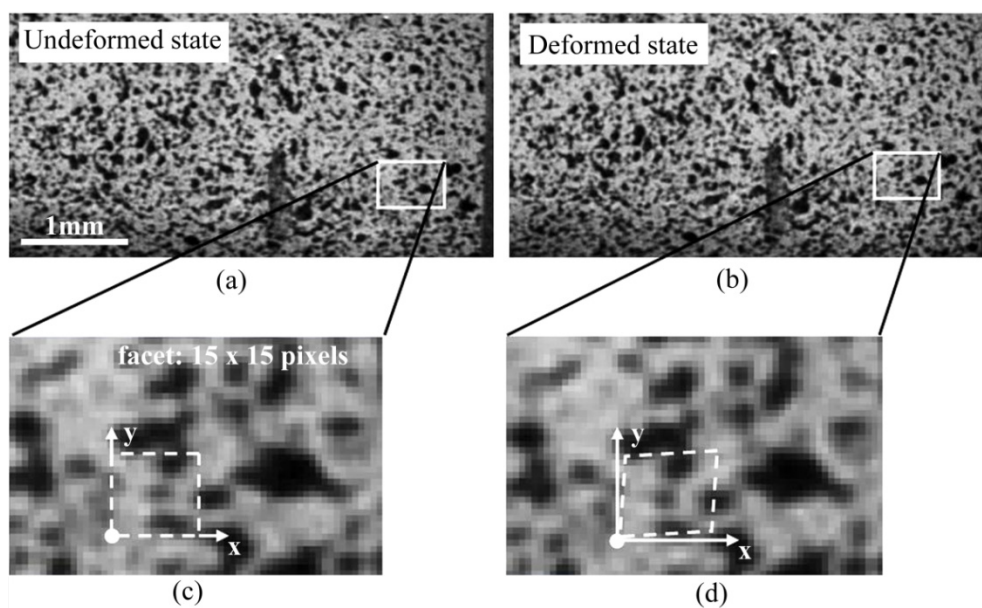 Undeformed state
Deformed state
1mm
(a)
(b)
facet: 15 x 15 pixels
y
x
y
x
(c)
(d)